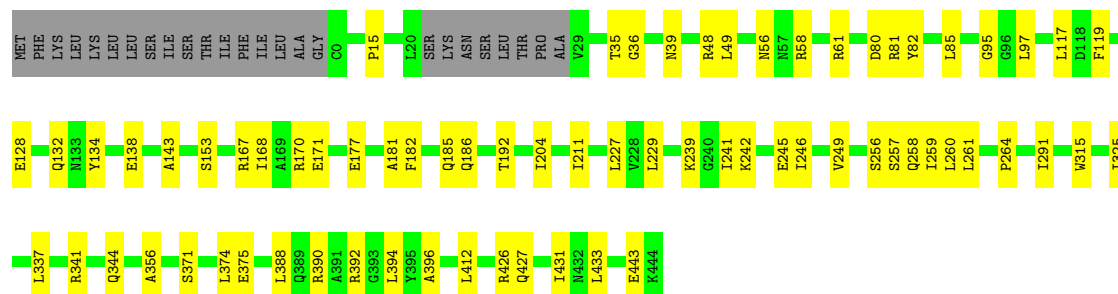 MET PHE LYS LYS LEU LEU SER ILE SER THR ILE PHE ILE LEU ALA GLY C0 P15 L20 SER LYS ASN SER LEU THR PRO ALA V29 T35 G36 N39 R48 L49 N56 N57 R58 R61 D80 R81 Y82 L85 G95 G96 L97 L117 D118 F119
E128 Q132 N133 Y134 E138 A143 S153 R167 I168 A169 R170 E171 E177 A181 F182 Q185 Q186 T192 I204 I211 L227 V228 L229 K239 G240 I241 K242 E245 I246 V249 S256 S257 Q258 I259 L260 L261 P264 I291 W315
L337 R341 Q344 A356 S371 L374 E375 L388 Q389 R390 A391 R392 G393 L394 Y395 A396 L412 R426 Q427 I431 N432 L433 E443 K444